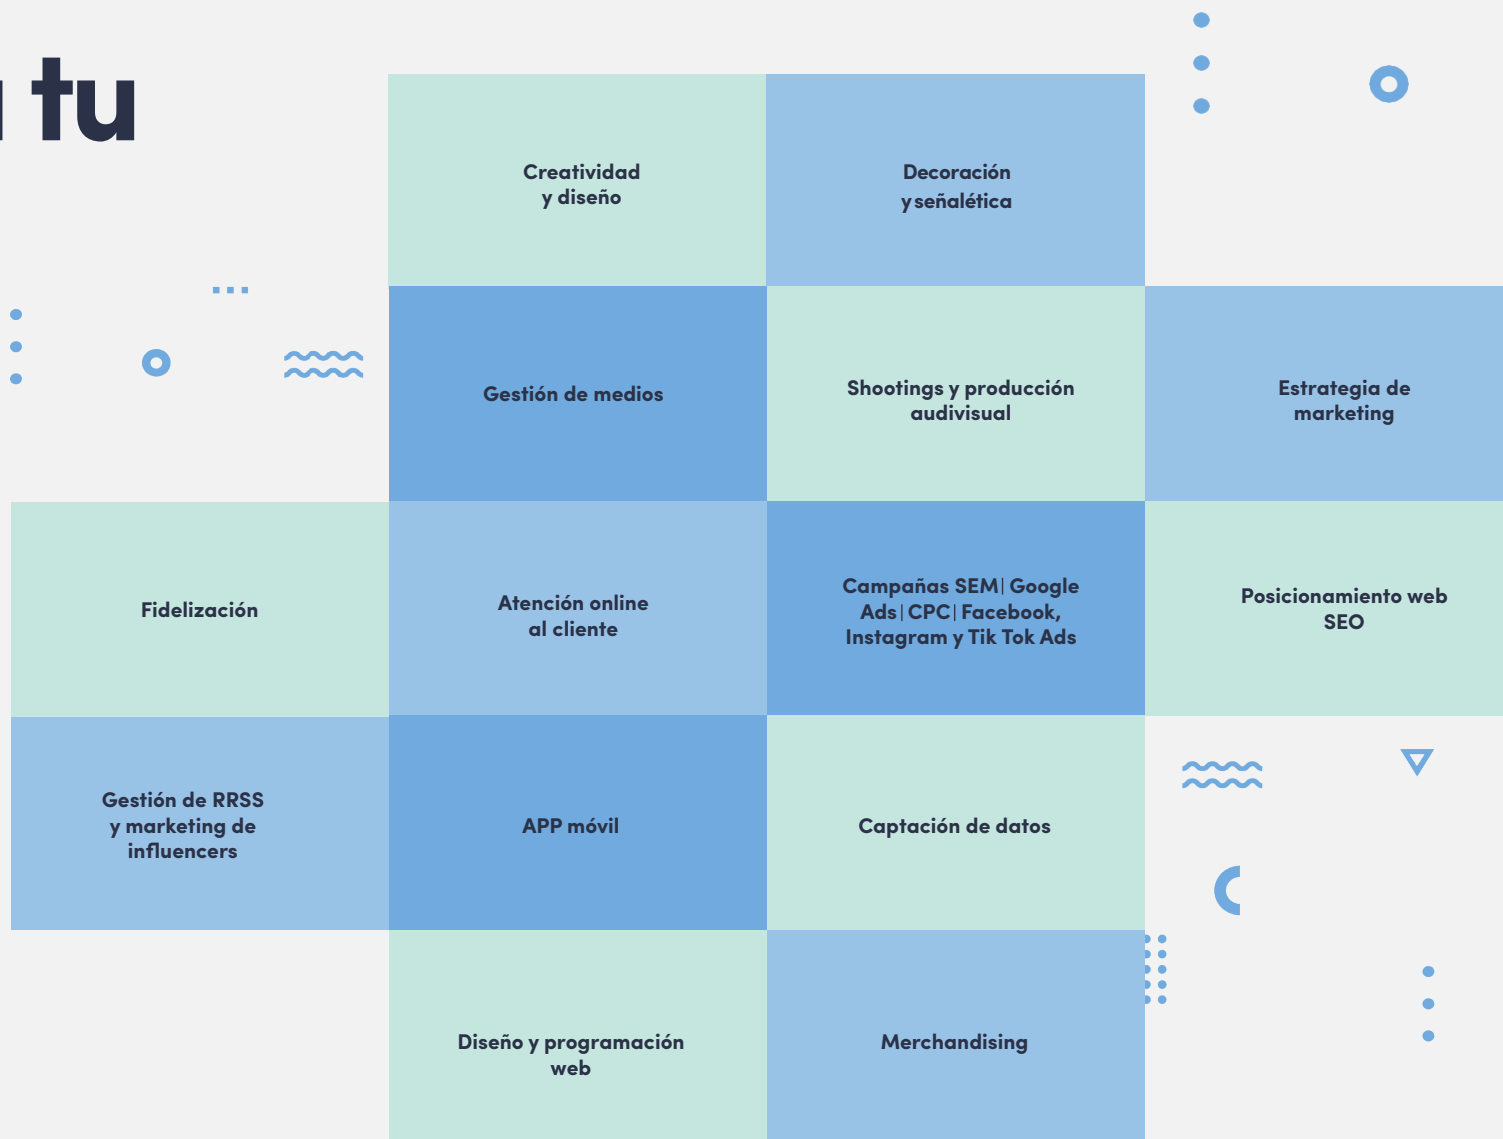 tu
Creatividad
y diseño
Decoración
y señalética
Gestión de medios
Shootings y producción
audivisual
Estrategia de
marketing
Fidelización
Atención online
al cliente
Campañas SEM| Google
Ads|CPC| Facebook,
Instagram y Tik Tok Ads
Posicionamiento web
SEO
Gestión de RRSS
y marketing de
influencers
APP móvil
Captación de datos
Diseño y programación
web
Merchandising